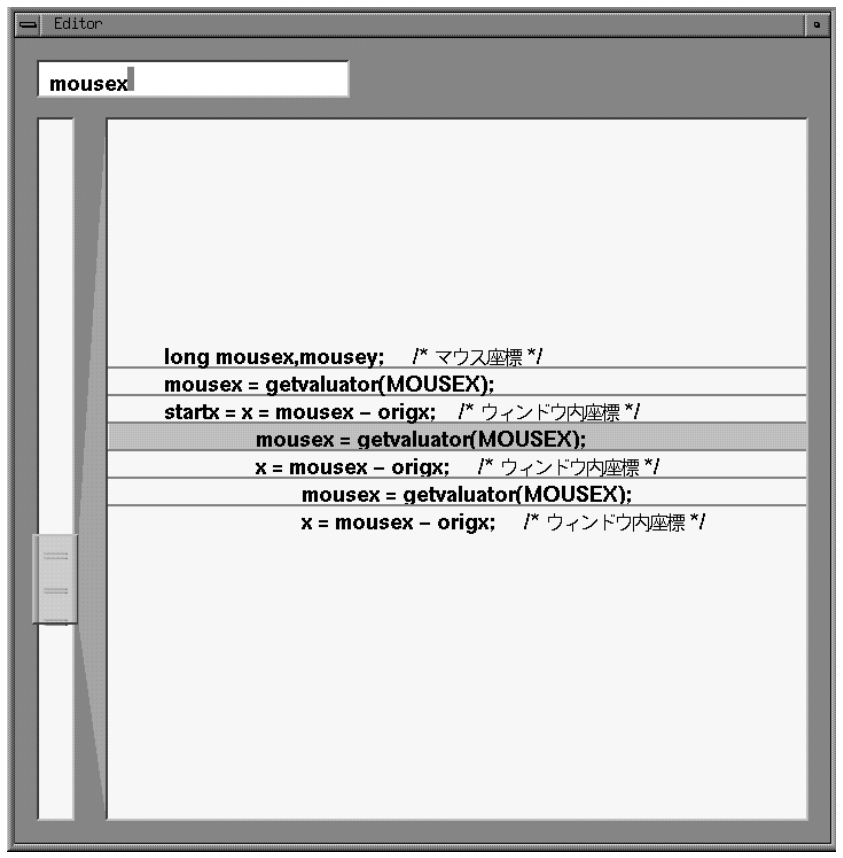 Editor
mousex
long mousex,mousey; /* マウス座標 */
mousex = getvaluator(MOUSEX);
startx = x = mousex – origx; /* ウィンドウ内座標 */
mousex = getvaluator(MOUSEX);
x = mousex – origx; /* ウィンドウ内座標 */
mousex = getvaluator(MOUSEX);
x = mousex – origx; /* ウィンドウ内座標 */